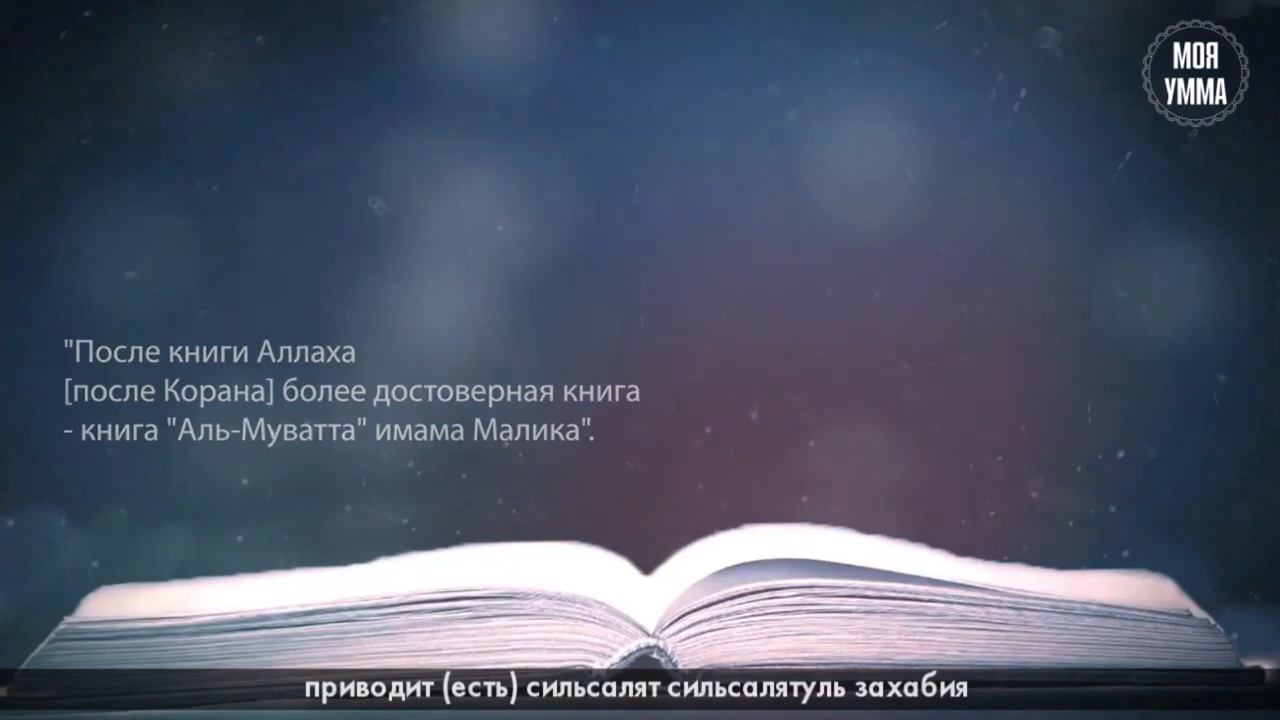 МОЯ
УММА
"После книги Аллаха
[после Корана] более достоверная книга
- книга "Аль-Муватта" имама Малика".
приводит (есть) сильсалят сильсалятуль захабия